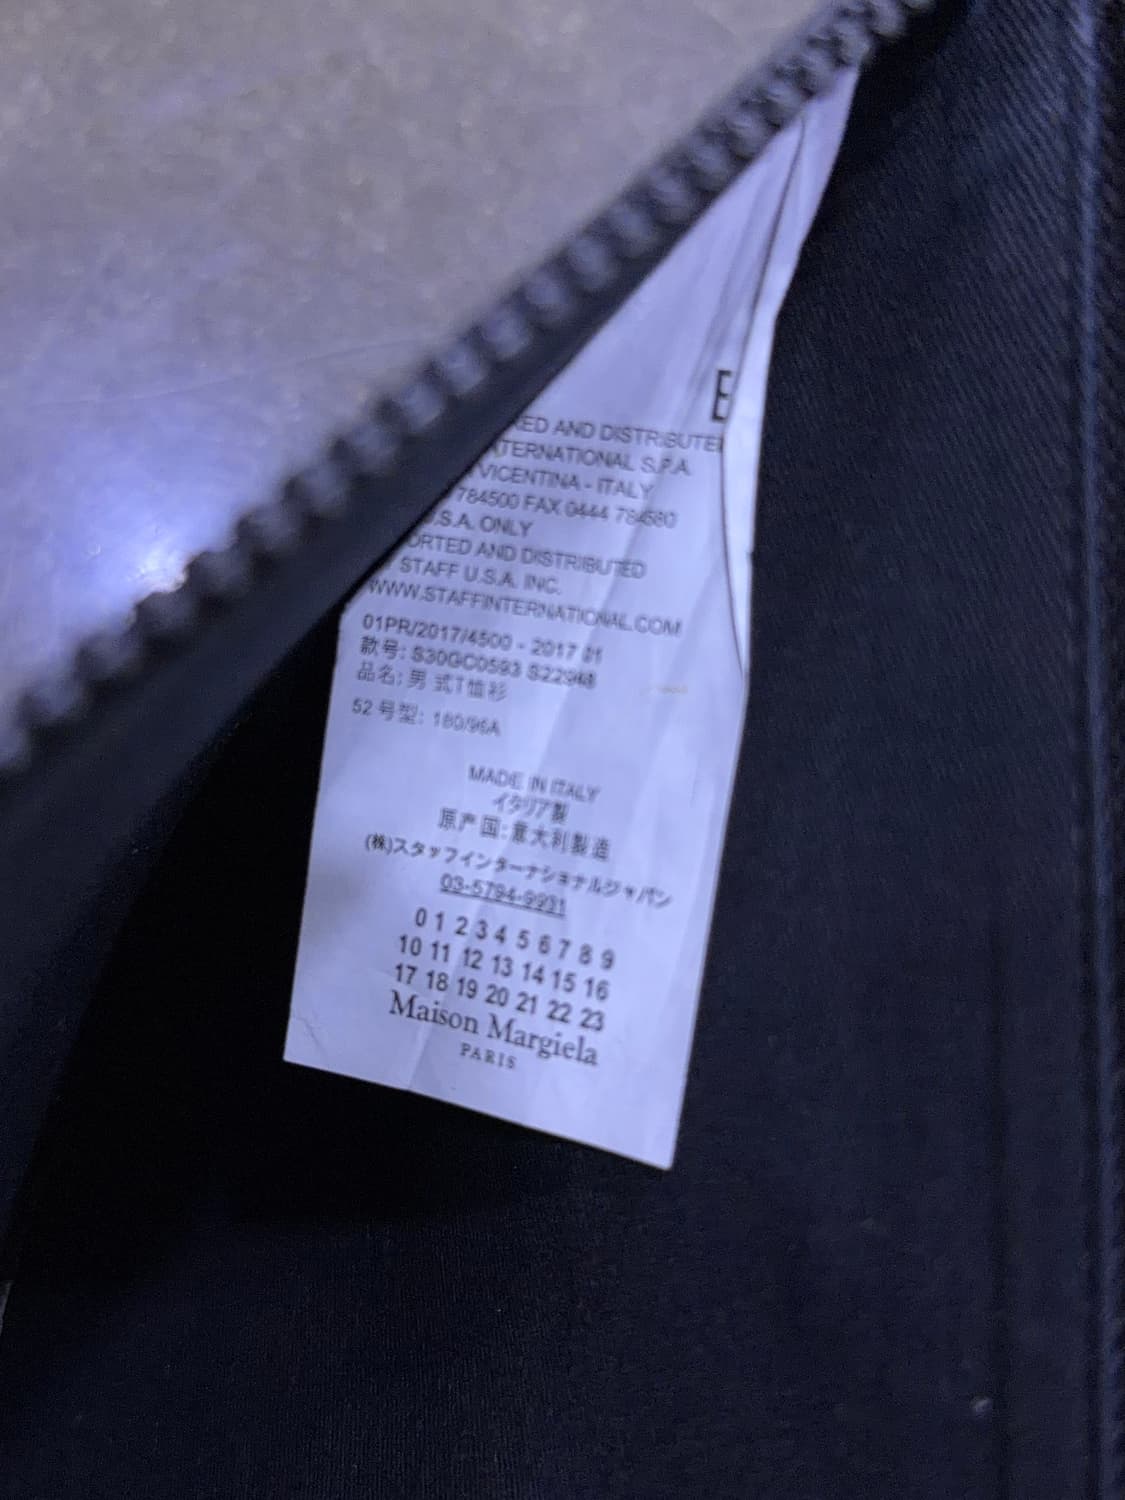 E
RED AND DISTRIBUTED
INTERNATIONAL S.P.A.
VICENTINA - ITALY
784500 FAX 0444 784580
U.S.A. ONLY
ORTED AND DISTRIBUTED
STAFF U.S.A. INC.
WWW.STAFFINTERNATIONAL.COM
01PR/2017/4500 - 2017 01
款号: S30GC0593 S22968
品名: 男 式T恤衫
52 号型: 180/96A
MADE IN ITALY
イタリア製
原产国: 意大利製造
(株)スタッフインターナショナルジャパン
03-5794-9931
0 1 2 3 4 5 6 7 8 9
10 11 12 13 14 15 16
17 18 19 20 21 22 23
Maison Margiela
PARIS